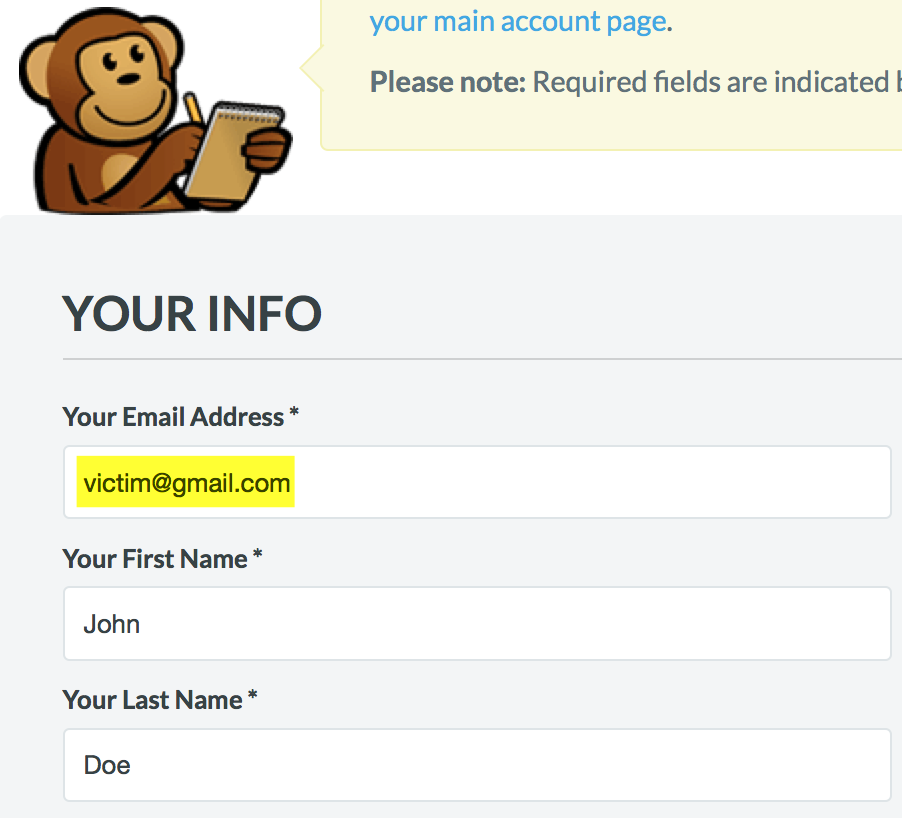 your main account page.
Please note: Required fields are indicated
YOUR INFO
Your Email Address *
victim@gmail.com
Your First Name *
John
Your Last Name *
Doe